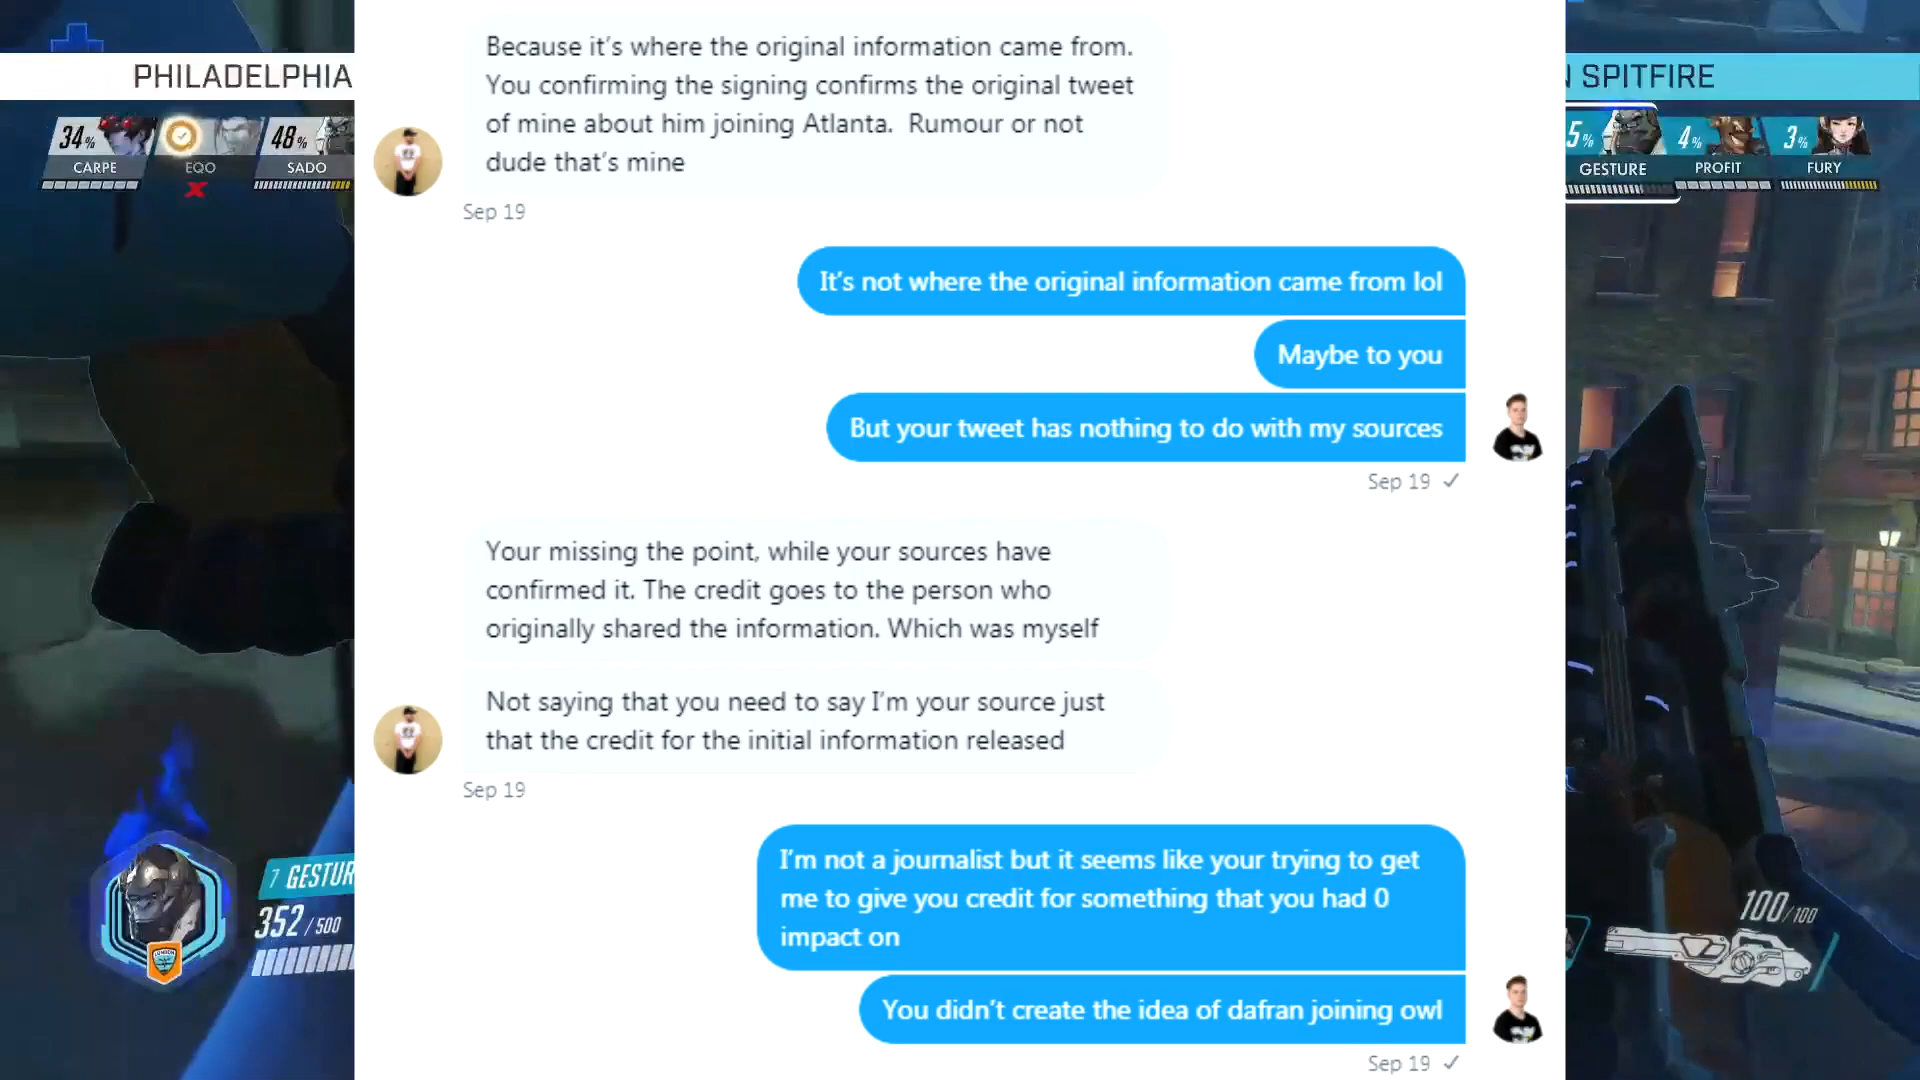 PHILADELPHIA
34%
48%
CARPE
EQO
SADO
SPITFIRE
5%
4%
3%
GESTURE
PROFIT
FURY
Because it's where the original information came from.
You confirming the signing confirms the original tweet
of mine about him joining Atlanta. Rumour or not
dude that's mine
Sep 19
It's not where the original information came from lol
Maybe to you
But your tweet has nothing to do with my sources
Sep 19 ✓
Your missing the point, while your sources have
confirmed it. The credit goes to the person who
originally shared the information. Which was myself
Not saying that you need to say I'm your source just
that the credit for the initial information released
Sep 19
I'm not a journalist but it seems like your trying to get
me to give you credit for something that you had 0
impact on
You didn't create the idea of dafran joining owl
Sep 19 ✓
7 GESTUR
352 / 500
LONDON
100/100